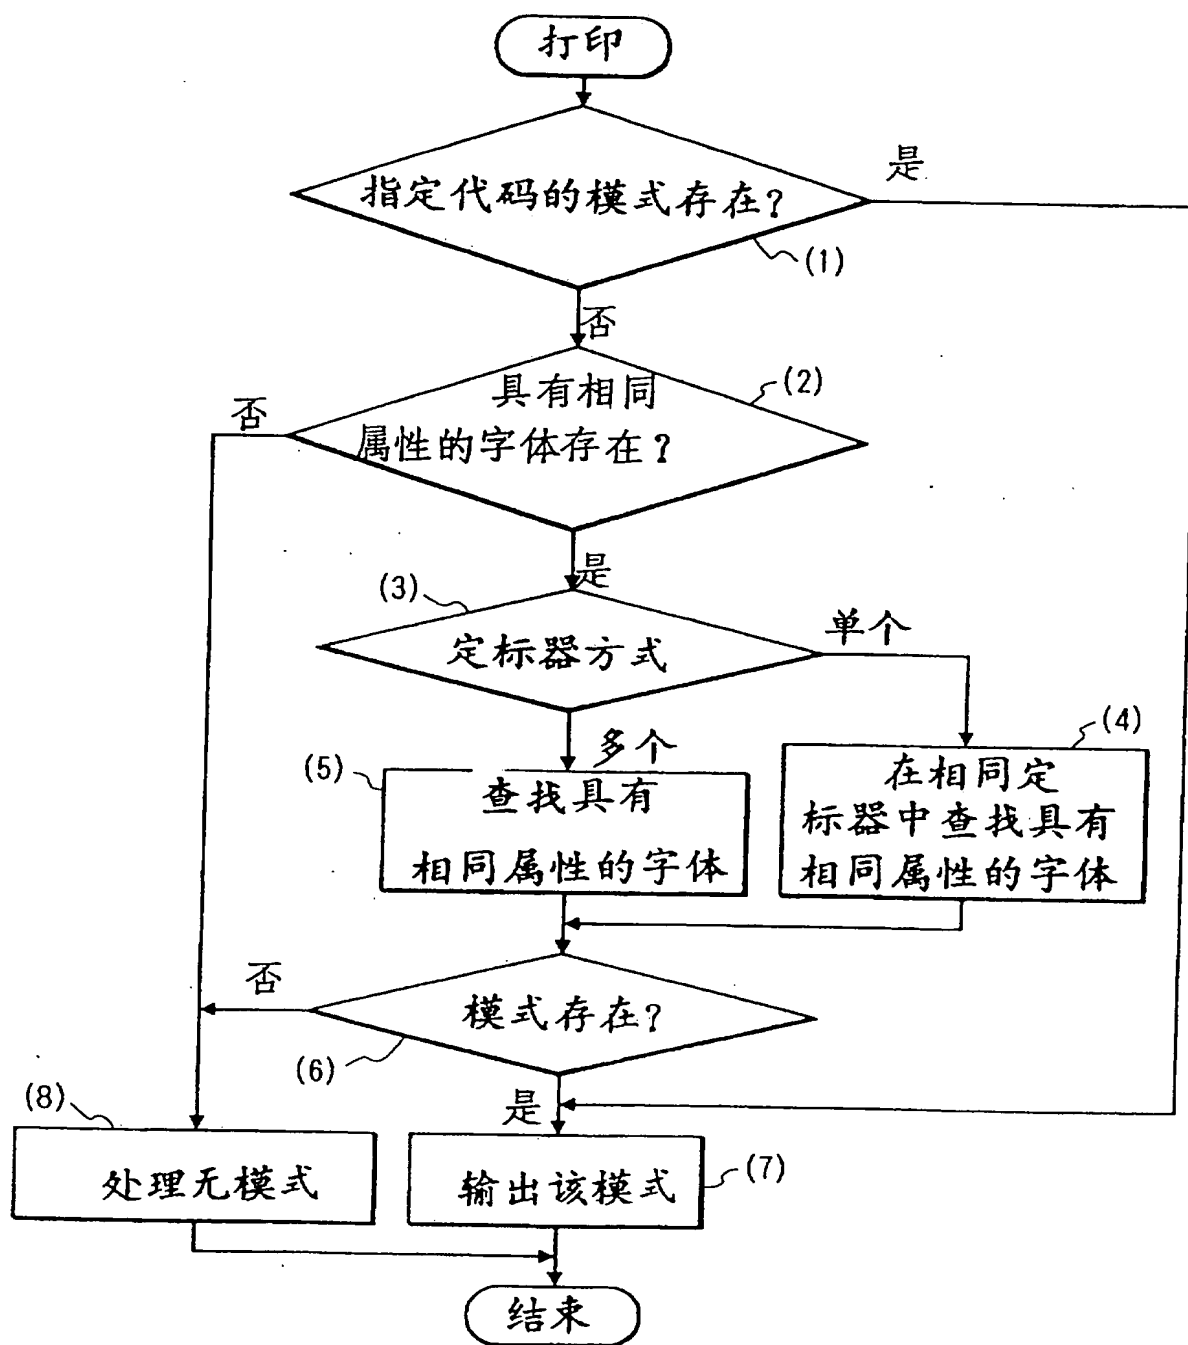 打印
是
指定代码的模式存在?
(1)
否
具有相同
(2)
否
属性的字体存在?
是
(3)
单个
定标器方式
(4)
多个
(5)
查找具有
相同属性的字体
在相同定
标器中查找具有
相同属性的字体
否
模式存在?
(6)
是
(8)
处理无模式
输出该模式
(7)
结束